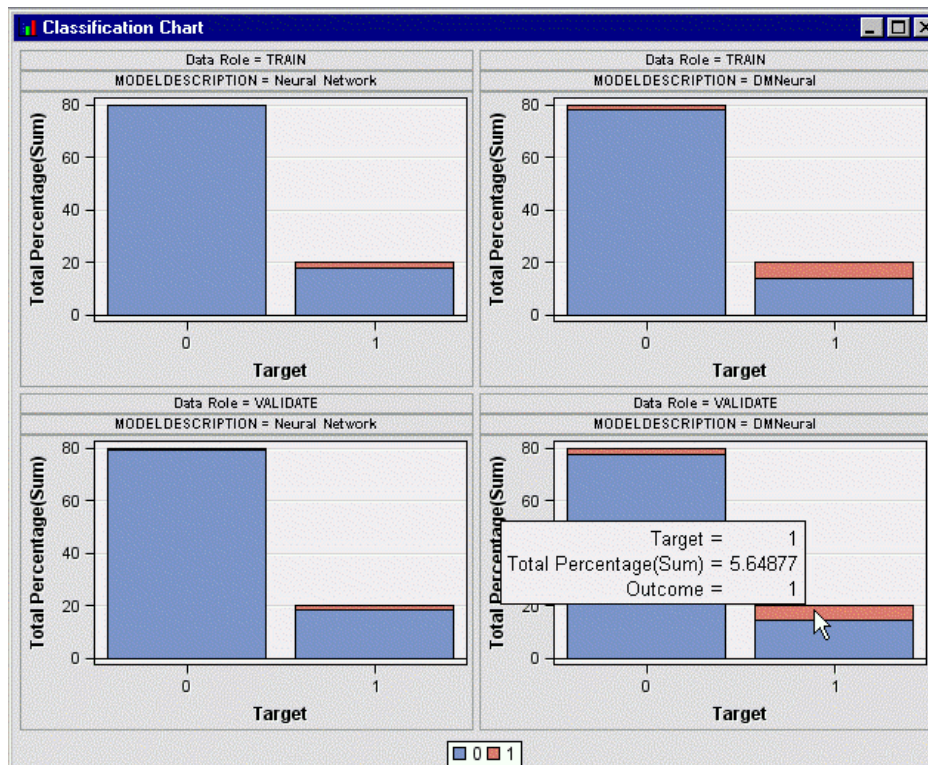 Classification Chart
Data Role = TRAIN
MODELDESCRIPTION = Neural Network
Total Percentage(Sum)
80
60
40
20
0
0 1
Target
Data Role = TRAIN
MODELDESCRIPTION = DMNeural
Total Percentage(Sum)
80
60
40
20
0
0 1
Target
Data Role = VALIDATE
MODELDESCRIPTION = Neural Network
Total Percentage(Sum)
80
60
40
20
0
0 1
Target
Data Role = VALIDATE
MODELDESCRIPTION = DMNeural
Total Percentage(Sum)
80
60
Target = 1
Total Percentage(Sum) = 5.64877
Outcome = 1
20
0
0 1
Target
0 1